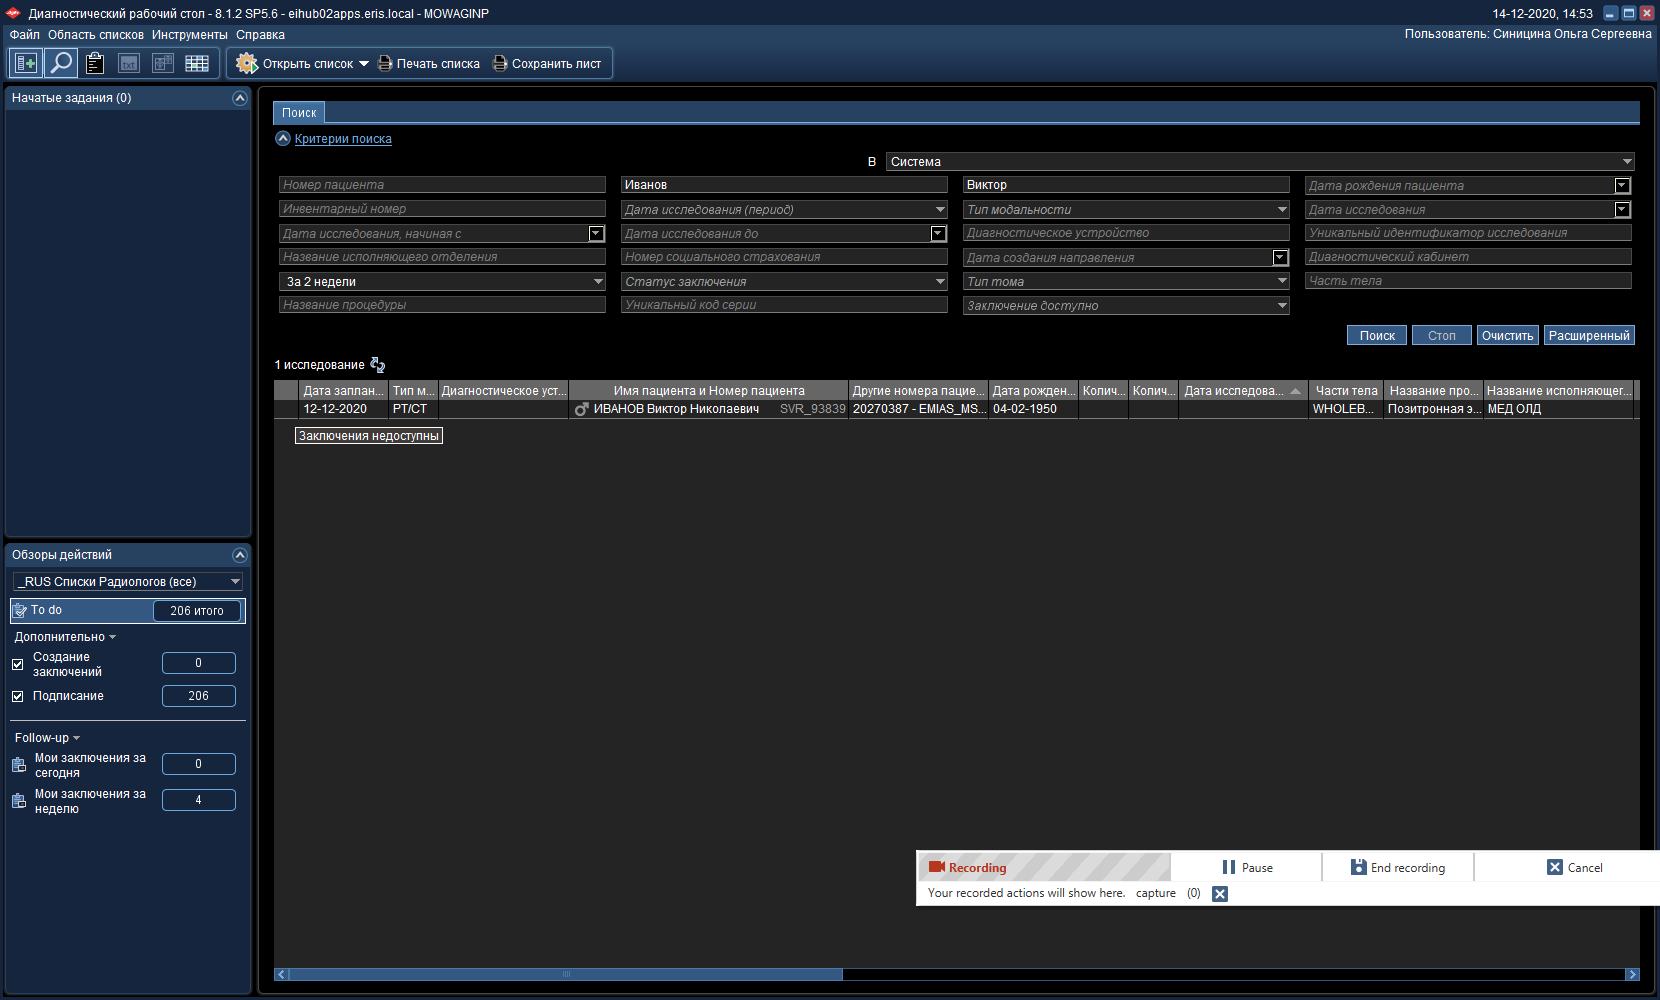 Диагностический рабочий стол - 8.1.2 SP5.6 - eihub02apps.eris.local - MOWAGINP
14-12-2020, 14:53
Файл Область списков Инструменты Справка
Пользователь: Синицина Ольга Сергеевна
Открыть список Печать списка Сохранить лист
Начатые задания (0)
Поиск
Критерии поиска
В Система
Номер пациента Иванов Виктор Дата рождения пациента
Инвентарный номер Дата исследования (период) Тип модальности Дата исследования
Дата исследования, начиная с Дата исследования до Диагностическое устройство Уникальный идентификатор исследования
Название исполняющего отделения Номер социального страхования Дата создания направления Диагностический кабинет
За 2 недели Статус заключения Тип тома Часть тела
Название процедуры Уникальный код серии Заключение доступно
Поиск Стоп Очистить Расширенный
1 исследование
Дата заплан... Тип м... Диагностическое уст... Имя пациента и Номер пациента Другие номера пацие... Дата рожден... Колич... Колич... Дата исследова... Части тела Название про... Название исполняющег...
12-12-2020 PT/CT ИВАНОВ Виктор Николаевич SVR_93839 20270387 - EMIAS_MS... 04-02-1950 WHOLEB... Позитронная э... МЕД ОЛД
Заключения недоступны
Обзоры действий
_RUS Списки Радиологов (все)
To do 206 итого
Дополнительно
Создание заключений 0
Подписание 206
Follow-up
Мои заключения за сегодня 0
Мои заключения за неделю 4
Recording Pause End recording Cancel
Your recorded actions will show here. capture (0)